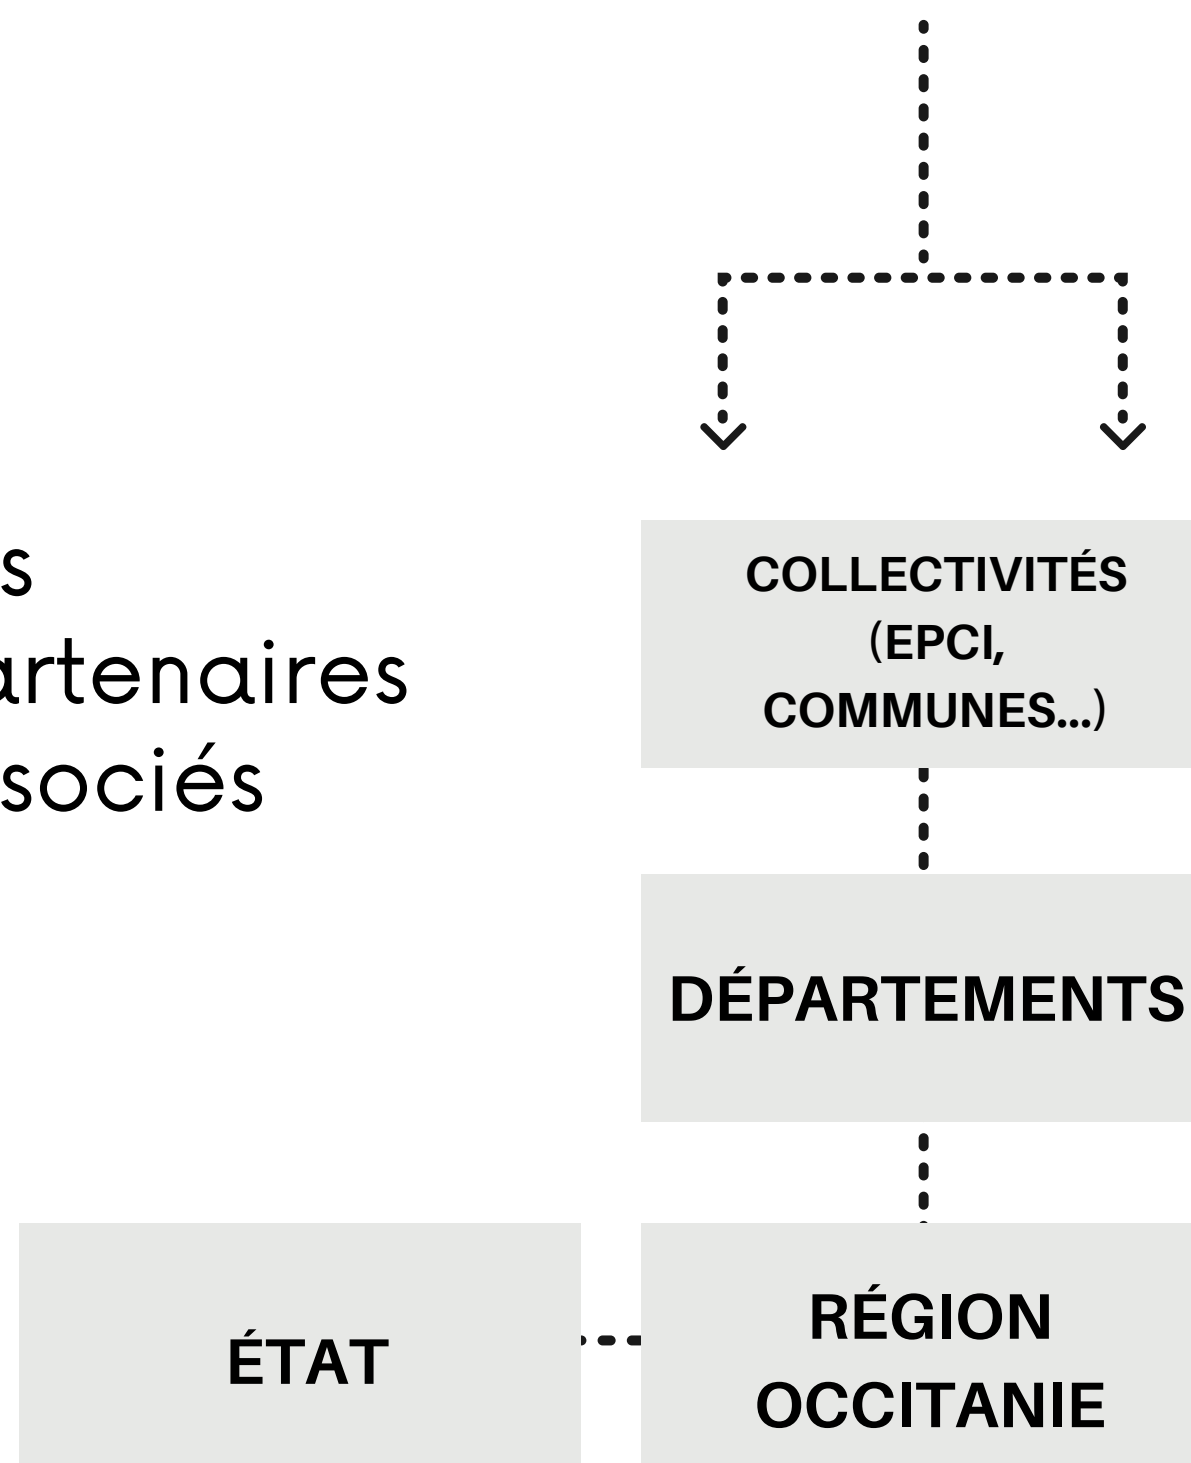 s
artenaires
sociés
COLLECTIVITÉS
(EPCI,
COMMUNES...)
DÉPARTEMENTS
ÉTAT
RÉGION
OCCITANIE